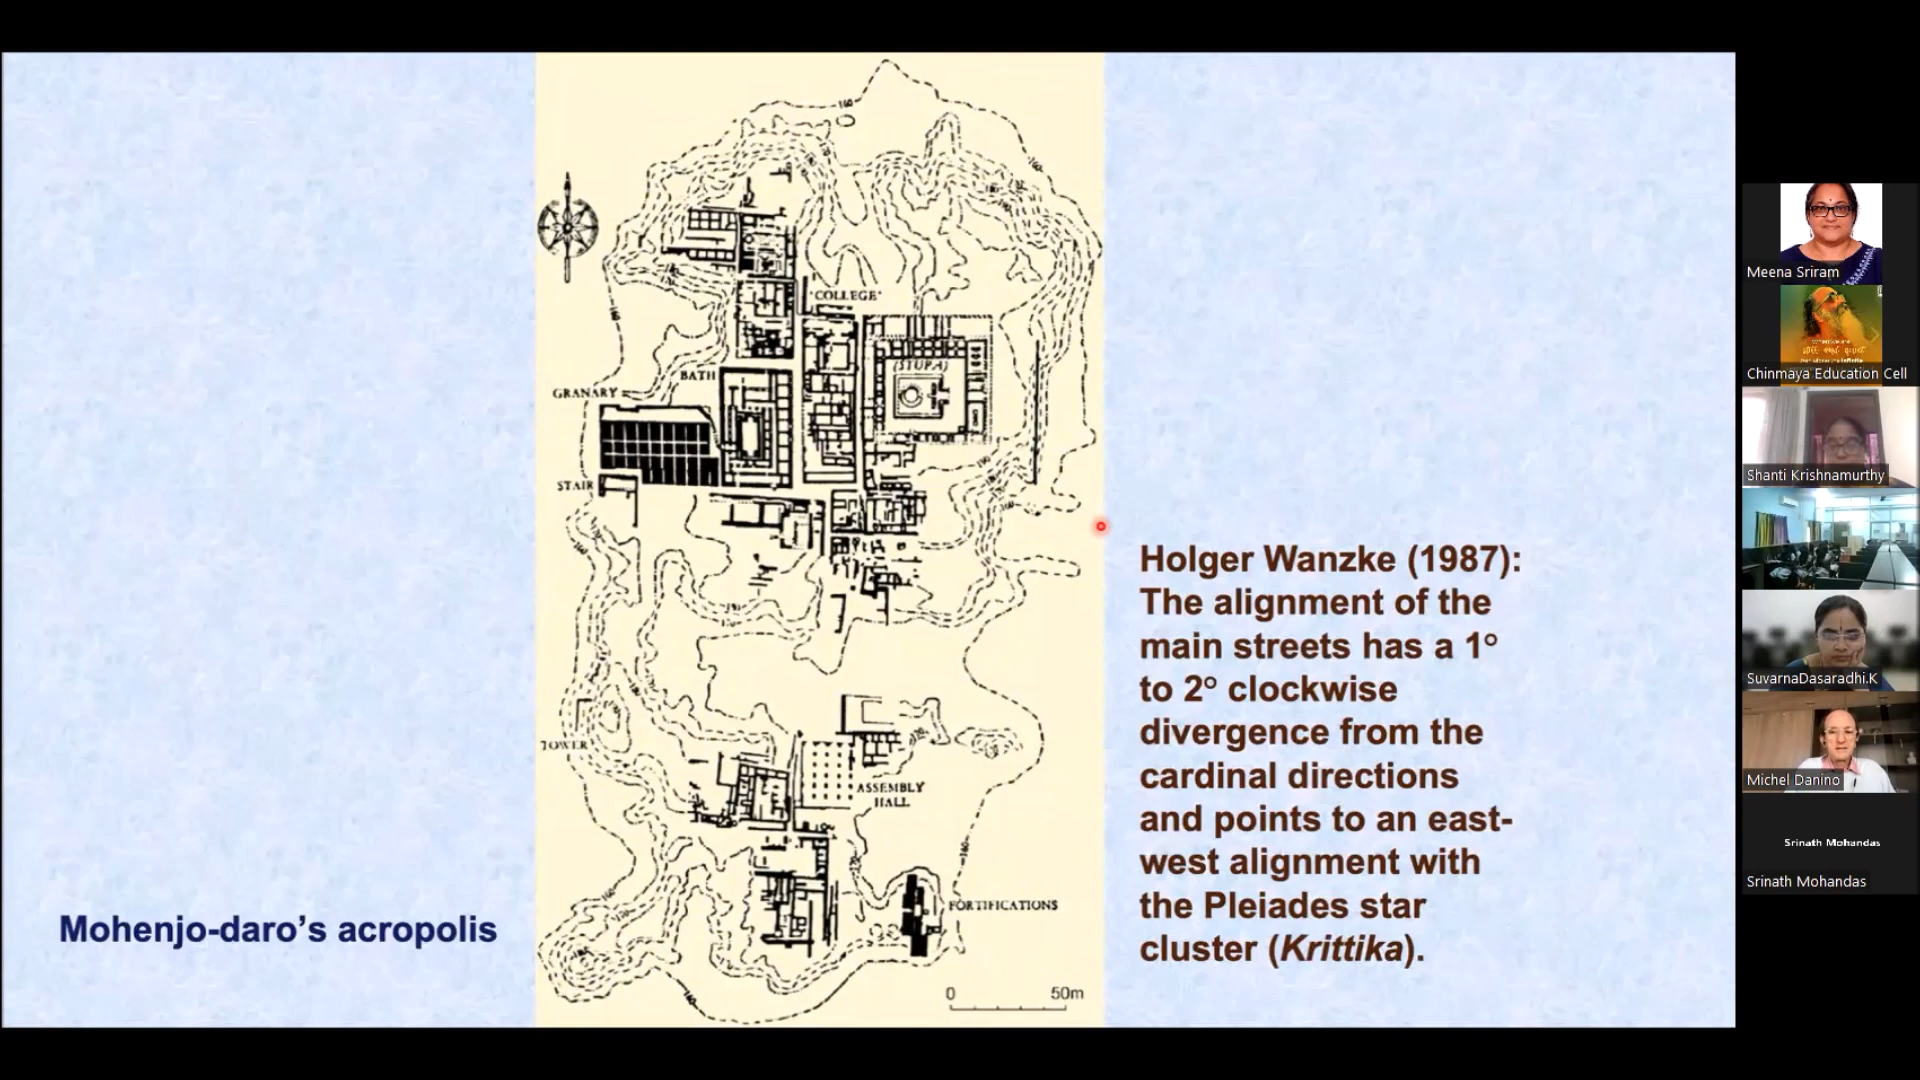 'COLLEGE'
(STUPA)
BATH
GRANARY
STAIR
TOWER
ASSEMBLY
HALL
FORTIFICATIONS
0 50m
Mohenjo-daro’s acropolis
Holger Wanzke (1987):
The alignment of the
main streets has a 1°
to 2° clockwise
divergence from the
cardinal directions
and points to an east-
west alignment with
the Pleiades star
cluster (Krittika).
Meena Sriram
Chinmaya Education Cell
Shanti Krishnamurthy
SuvarnaDasaradhi.K
Michel Danino
Srinath Mohandas
Srinath Mohandas